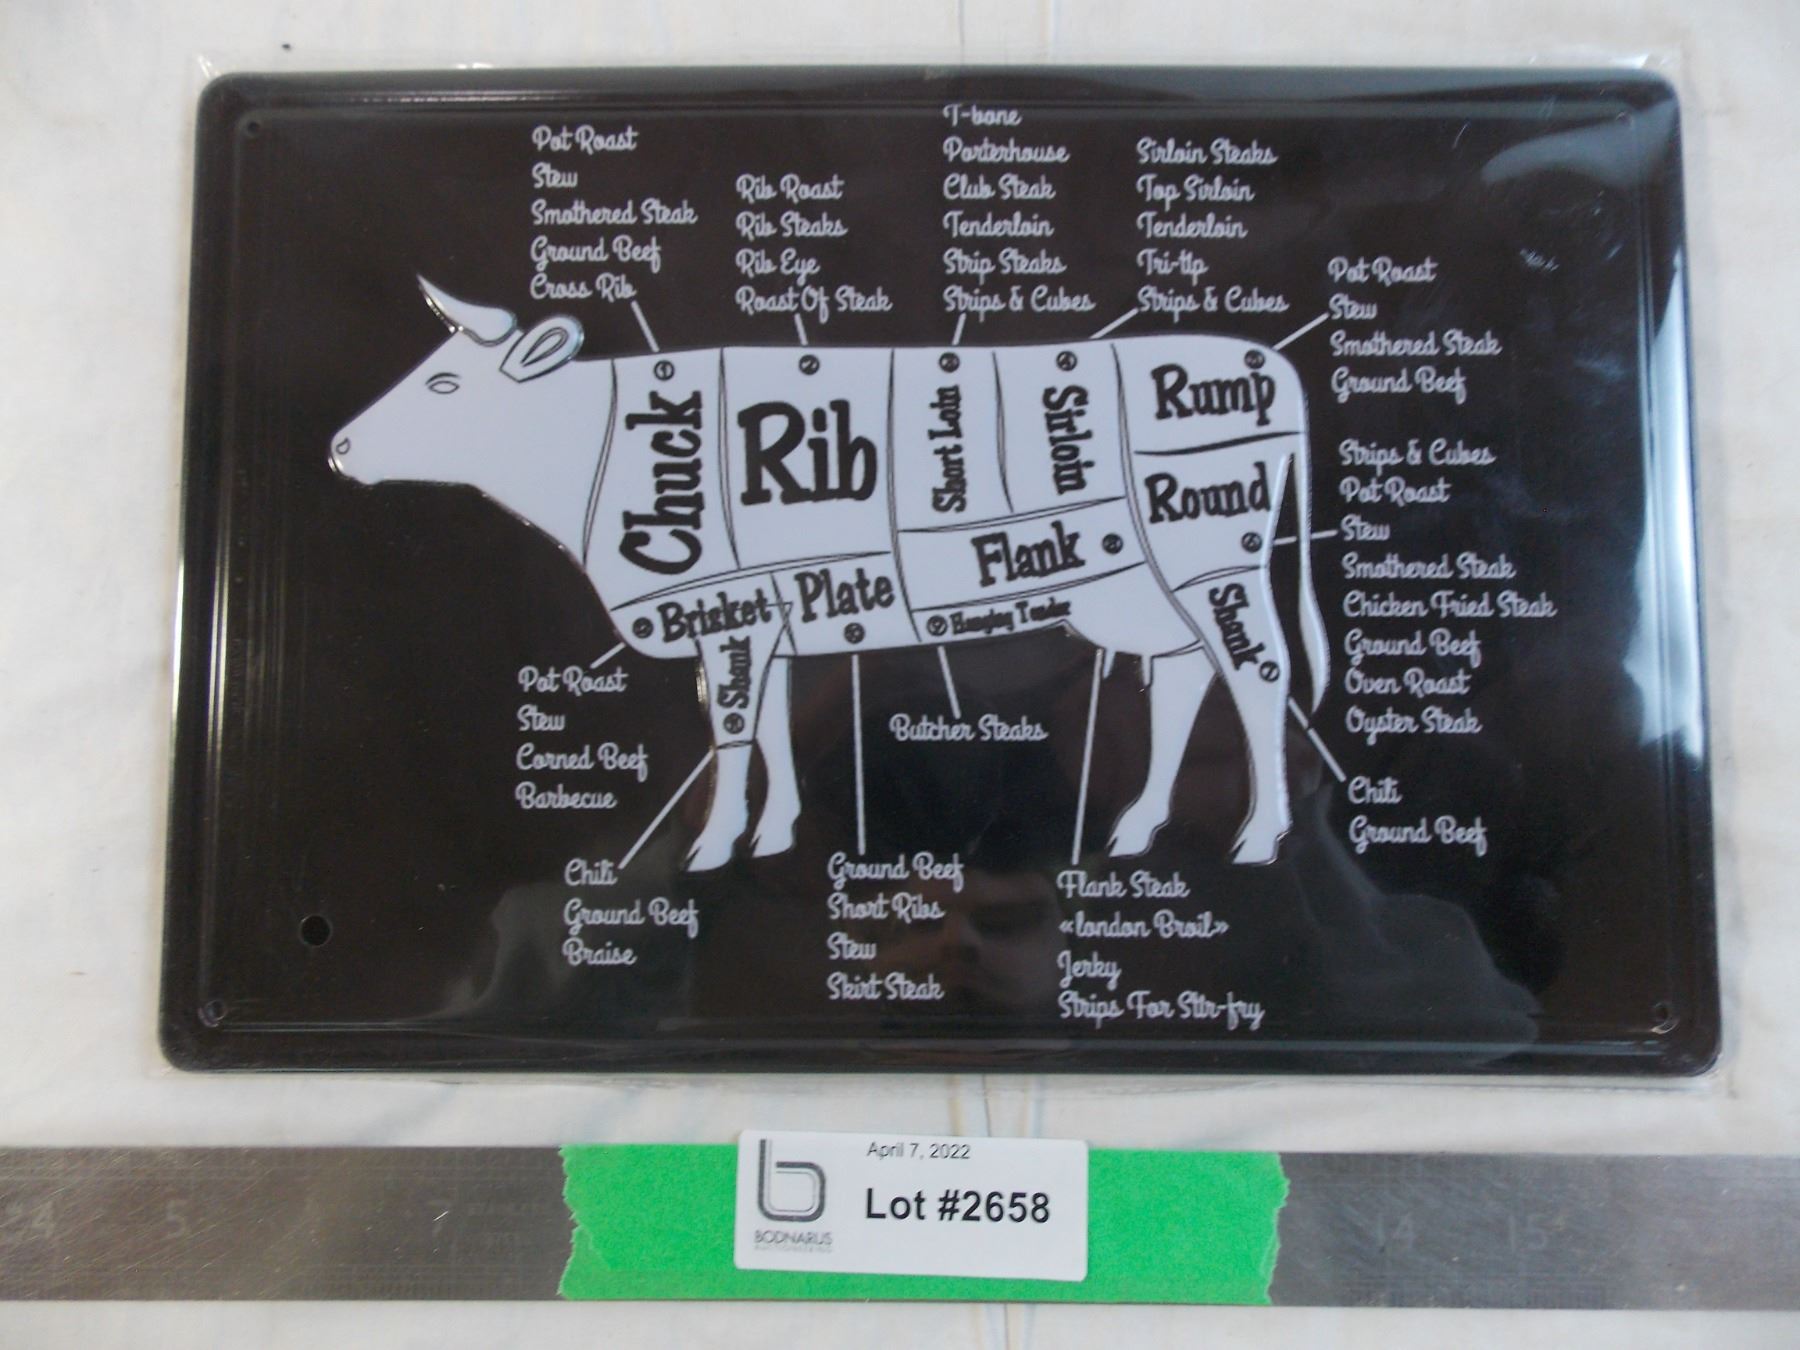 T-bone
Porterhouse
Club Steak
Tenderloin
Strip Steaks
Strips & Cubes
Pot Roast
Stew
Smothered Steak
Ground Beef
Cross Rib
Rib Roast
Rib Steaks
Rib Eye
Roast Of Steak
Sirloin Steaks
Top Sirloin
Tenderloin
Tri-tip
Strips & Cubes
Pot Roast
Stew
Smothered Steak
Ground Beef
Chuck
Rib
Short Loin
Sirloin
Rump
Round
Flank
Plate
Brisket
Hanging Tender
Shank
Shank
Strips & Cubes
Pot Roast
Stew
Smothered Steak
Chicken Fried Steak
Ground Beef
Oven Roast
Oyster Steak
Pot Roast
Stew
Corned Beef
Barbecue
Butcher Steaks
Chili
Ground Beef
Chili
Ground Beef
Braise
Ground Beef
Short Ribs
Stew
Skirt Steak
Flank Steak
«london Broil»
Jerky
Strips For Stir-fry
April 7, 2022
Lot #2658
BODNARUS
AUCTIONEERING
5
7
14
15